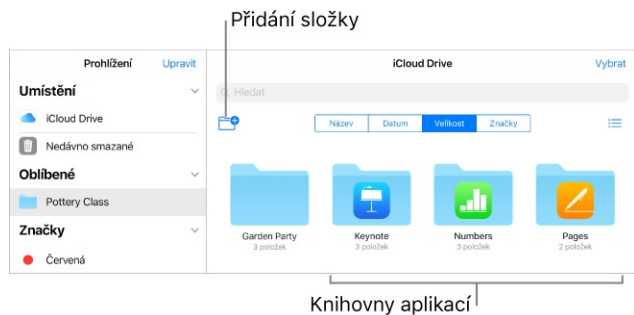 Přidání složky
Prohlížení Upravit
iCloud Drive
Vybrat
Umístění
Hledat
iCloud Drive
Název Datum Velikost Značky
Nedávno smazané
Oblíbené
Pottery Class
Značky
Červená
Garden Party
3 položek
Keynote
3 položek
Numbers
3 položek
Pages
2 položek
Knihovny aplikací